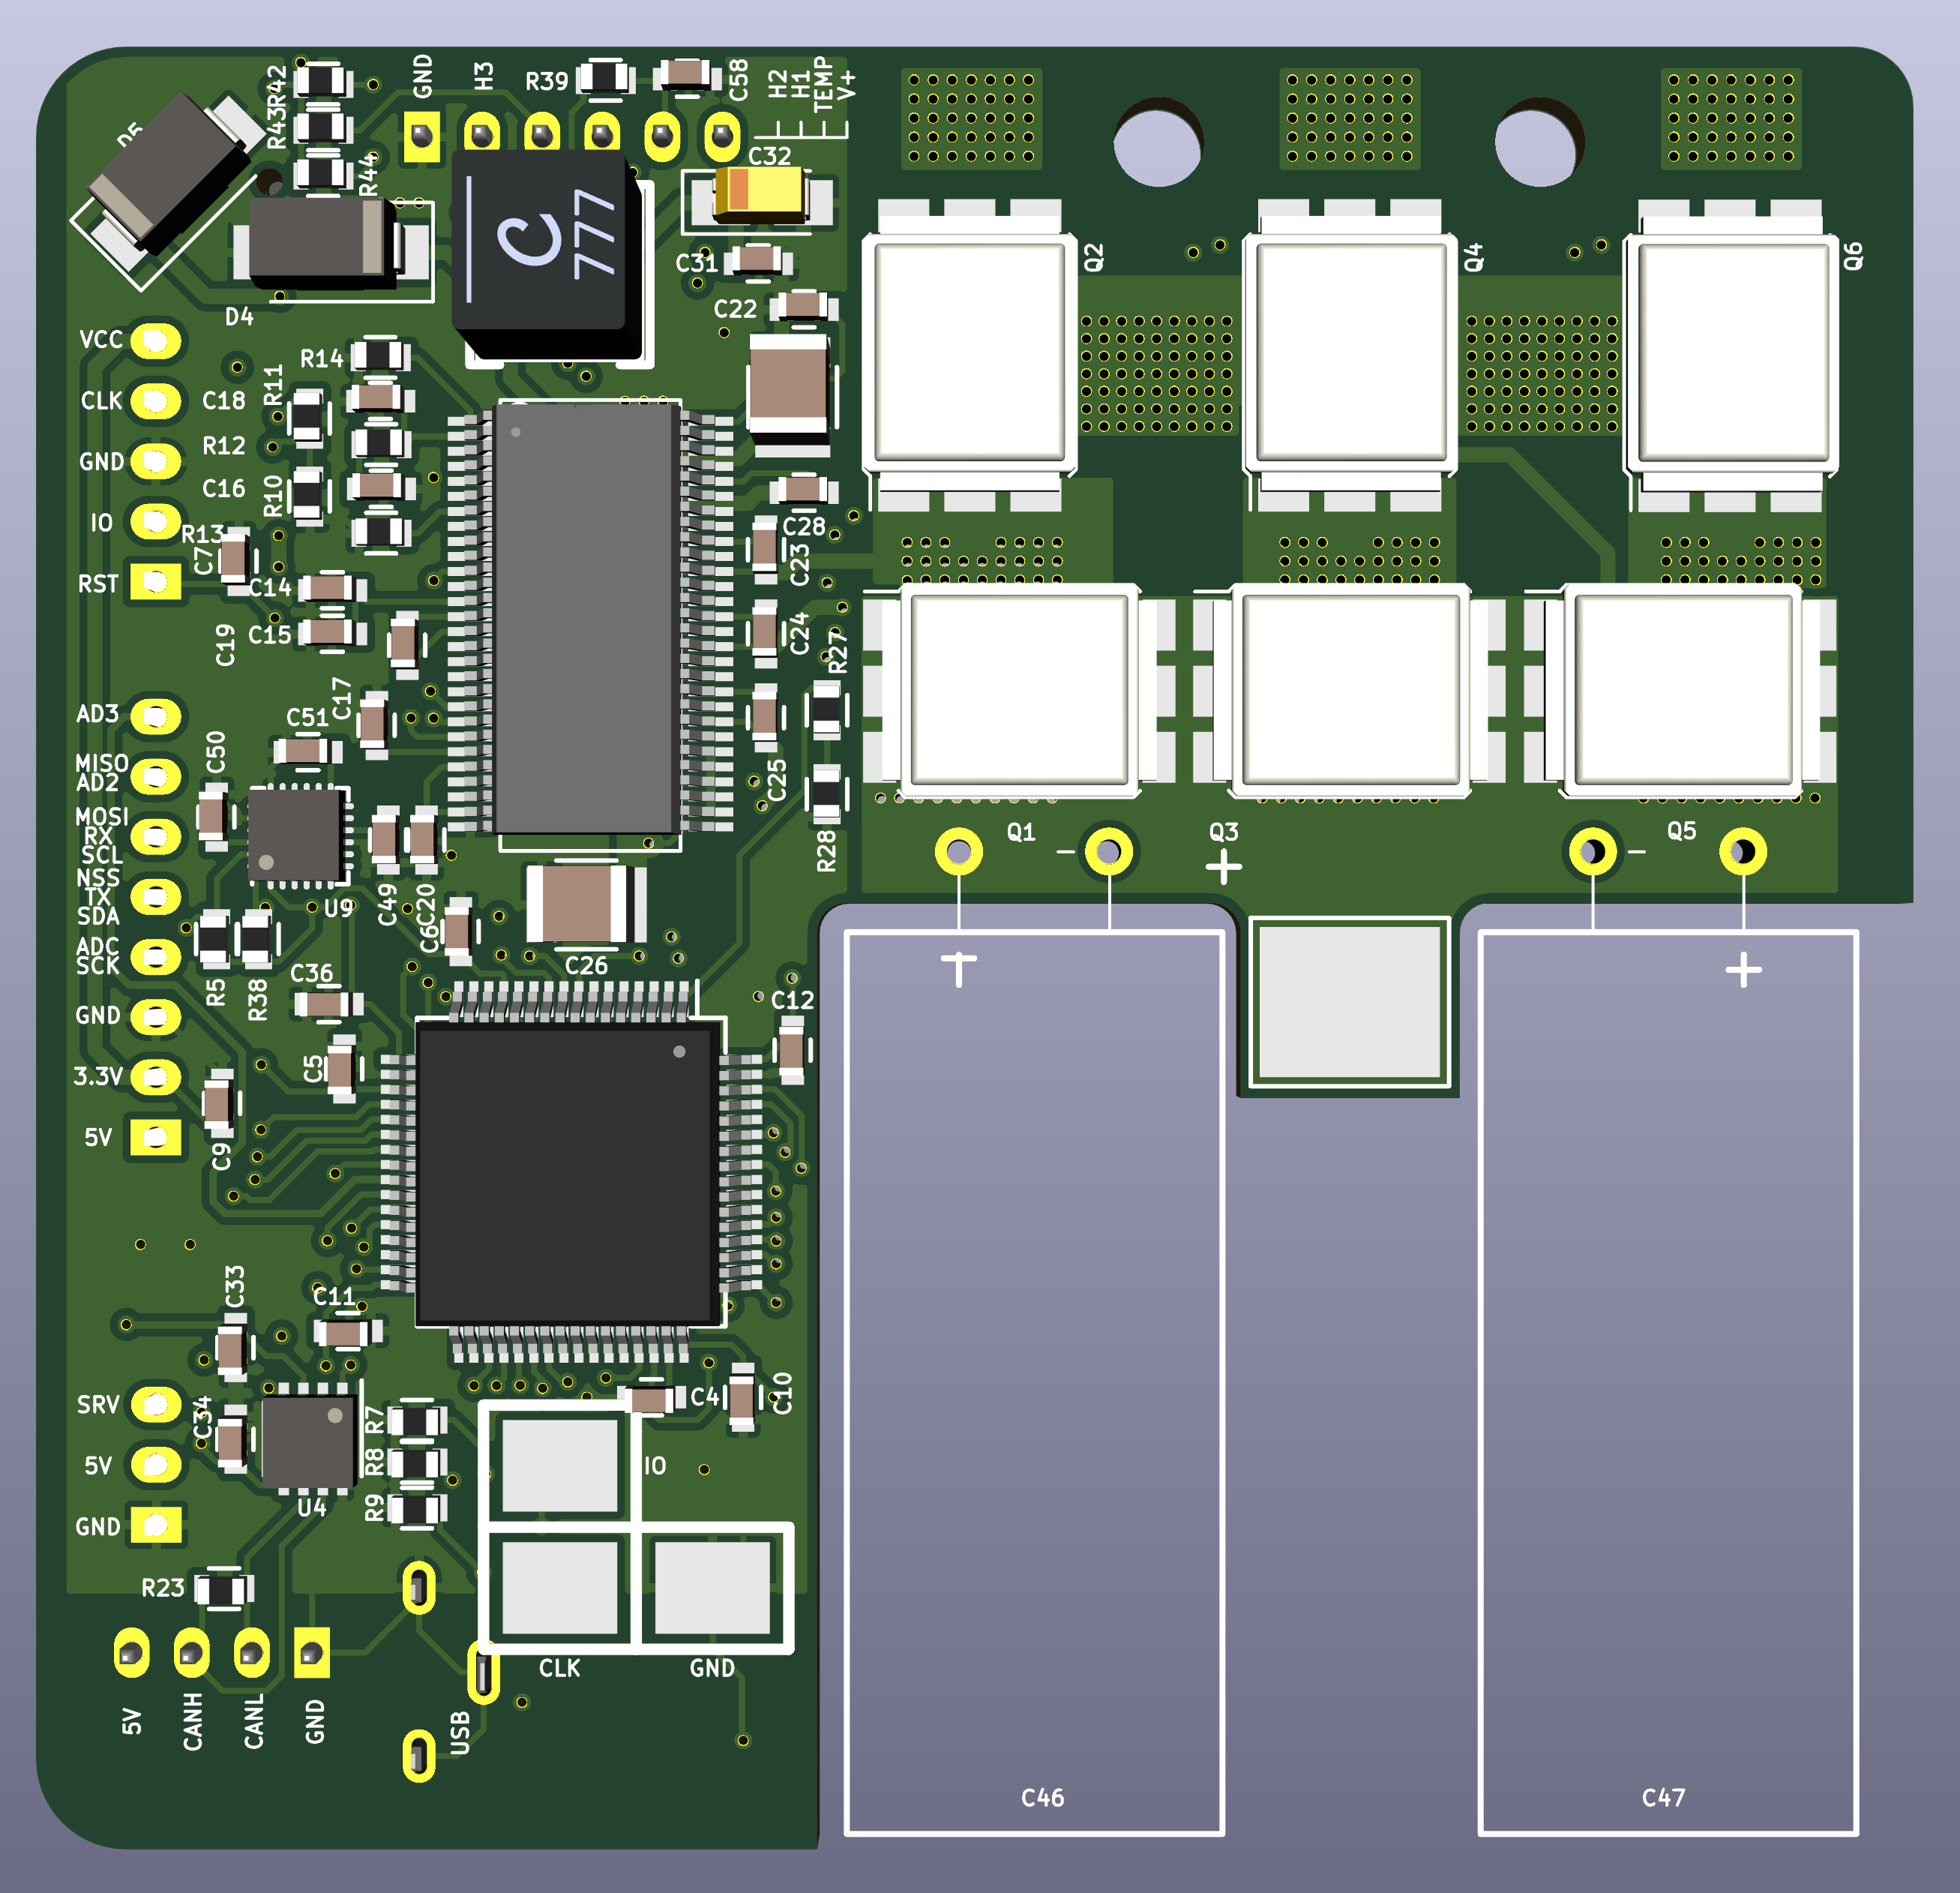 R42
GND
H3
R39
C58
H2
H1
TEMP
V+
R43
D5
R44
C32
C
777
C31
Q2
Q4
Q6
D4
C22
VCC
R14
R11
CLK
C18
R12
GND
C16
R10
IO
R13
C28
C7
C23
RST
C14
C15
C19
C24
R27
C17
AD3
C51
C50
MISO
AD2
C25
MOSI
RX
SCL
Q1
Q3
Q5
R28
NSS
TX
SDA
U9
C49
C20
C6
ADC
SCK
C26
C36
R5
R38
C12
GND
C5
3.3V
5V
C9
C33
C11
SRV
C34
R7
C4
C10
5V
R8
IO
GND
U4
R9
R23
CLK
GND
5V
CANH
CANL
GND
USB
C46
C47